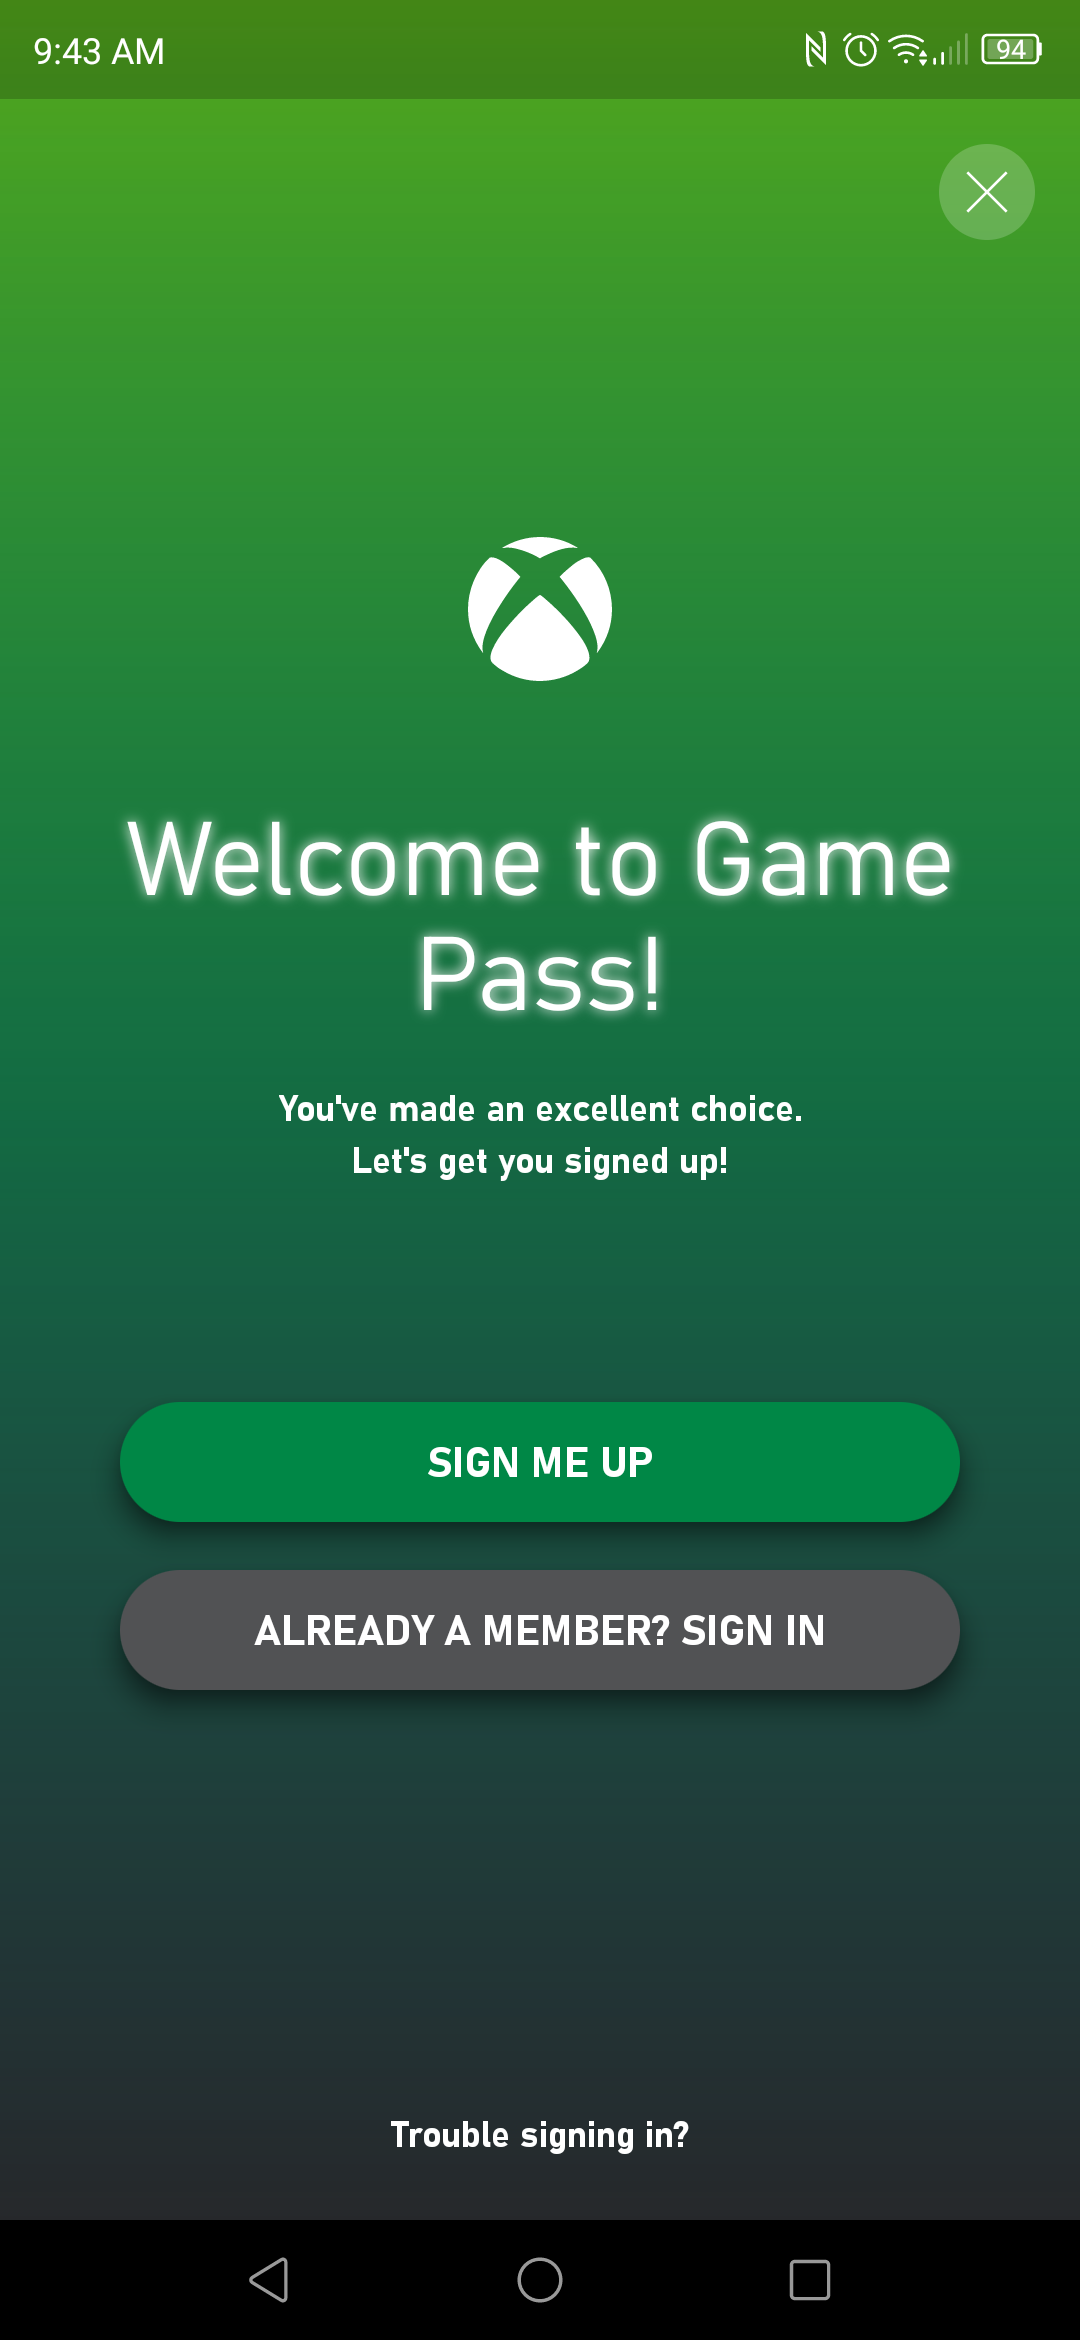 9:43 AM
94
Welcome to Game
Pass!
You've made an excellent choice.
Let's get you signed up!
SIGN ME UP
ALREADY A MEMBER? SIGN IN
Trouble signing in?